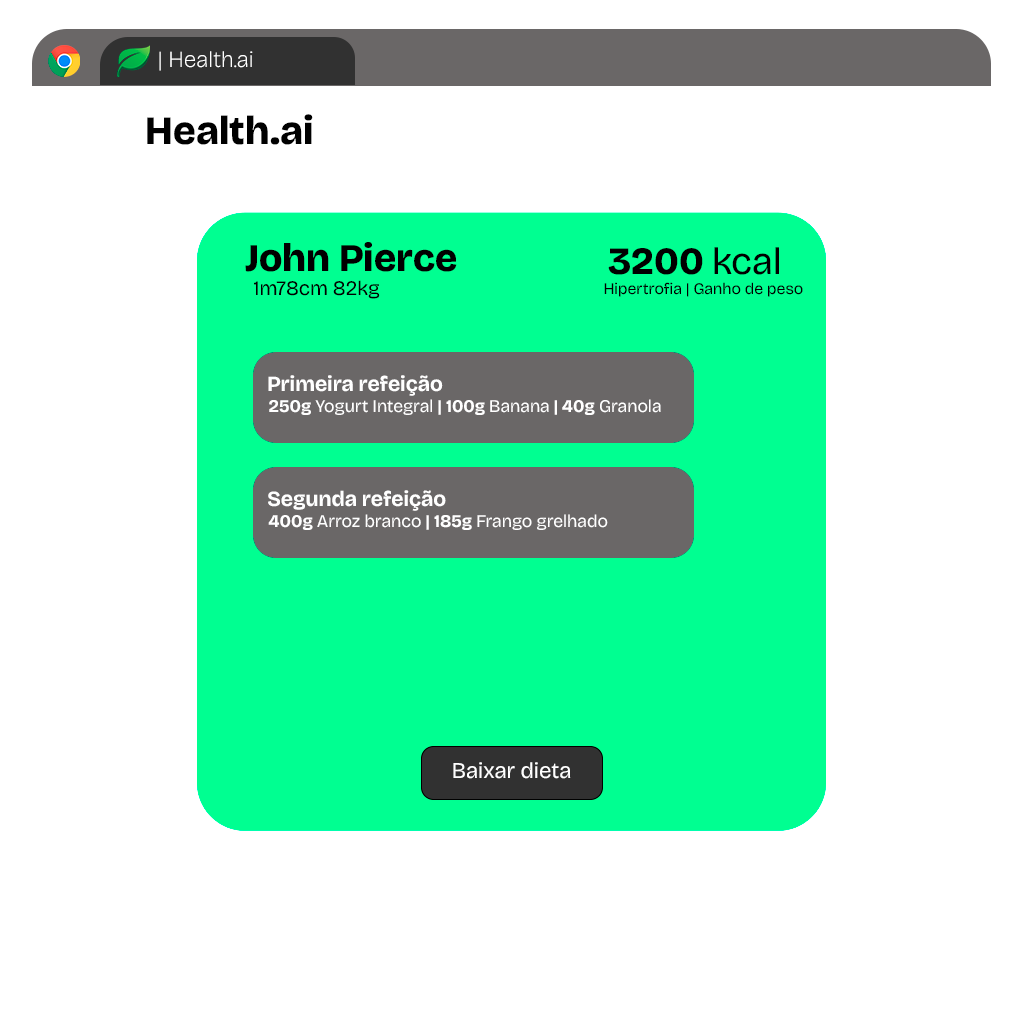 | Health.ai
Health.ai
John Pierce
1m78cm 82kg
3200 kcal
Hipertrofia | Ganho de peso
Primeira refeição
250g Yogurt Integral | 100g Banana | 40g Granola
Segunda refeição
400g Arroz branco | 185g Frango grelhado
Baixar dieta